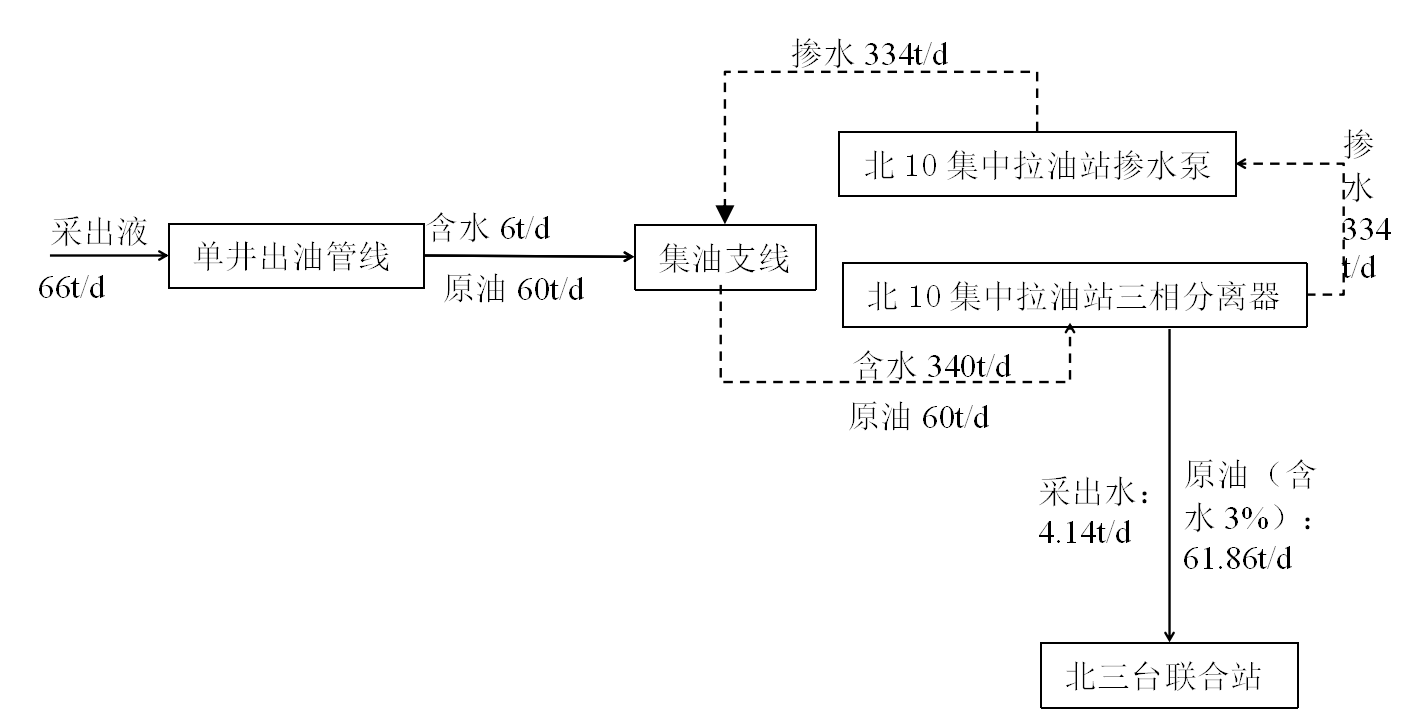 掺水 334t/d
北 10 集中拉油站掺水泵
掺
水
334
t/d
采出液
66t/d
单井出油管线
含水 6t/d
原油 60t/d
集油支线
北 10 集中拉油站三相分离器
含水 340t/d
原油 60t/d
采出水：
4.14t/d
原油（含
水 3%）：
61.86t/d
北三台联合站